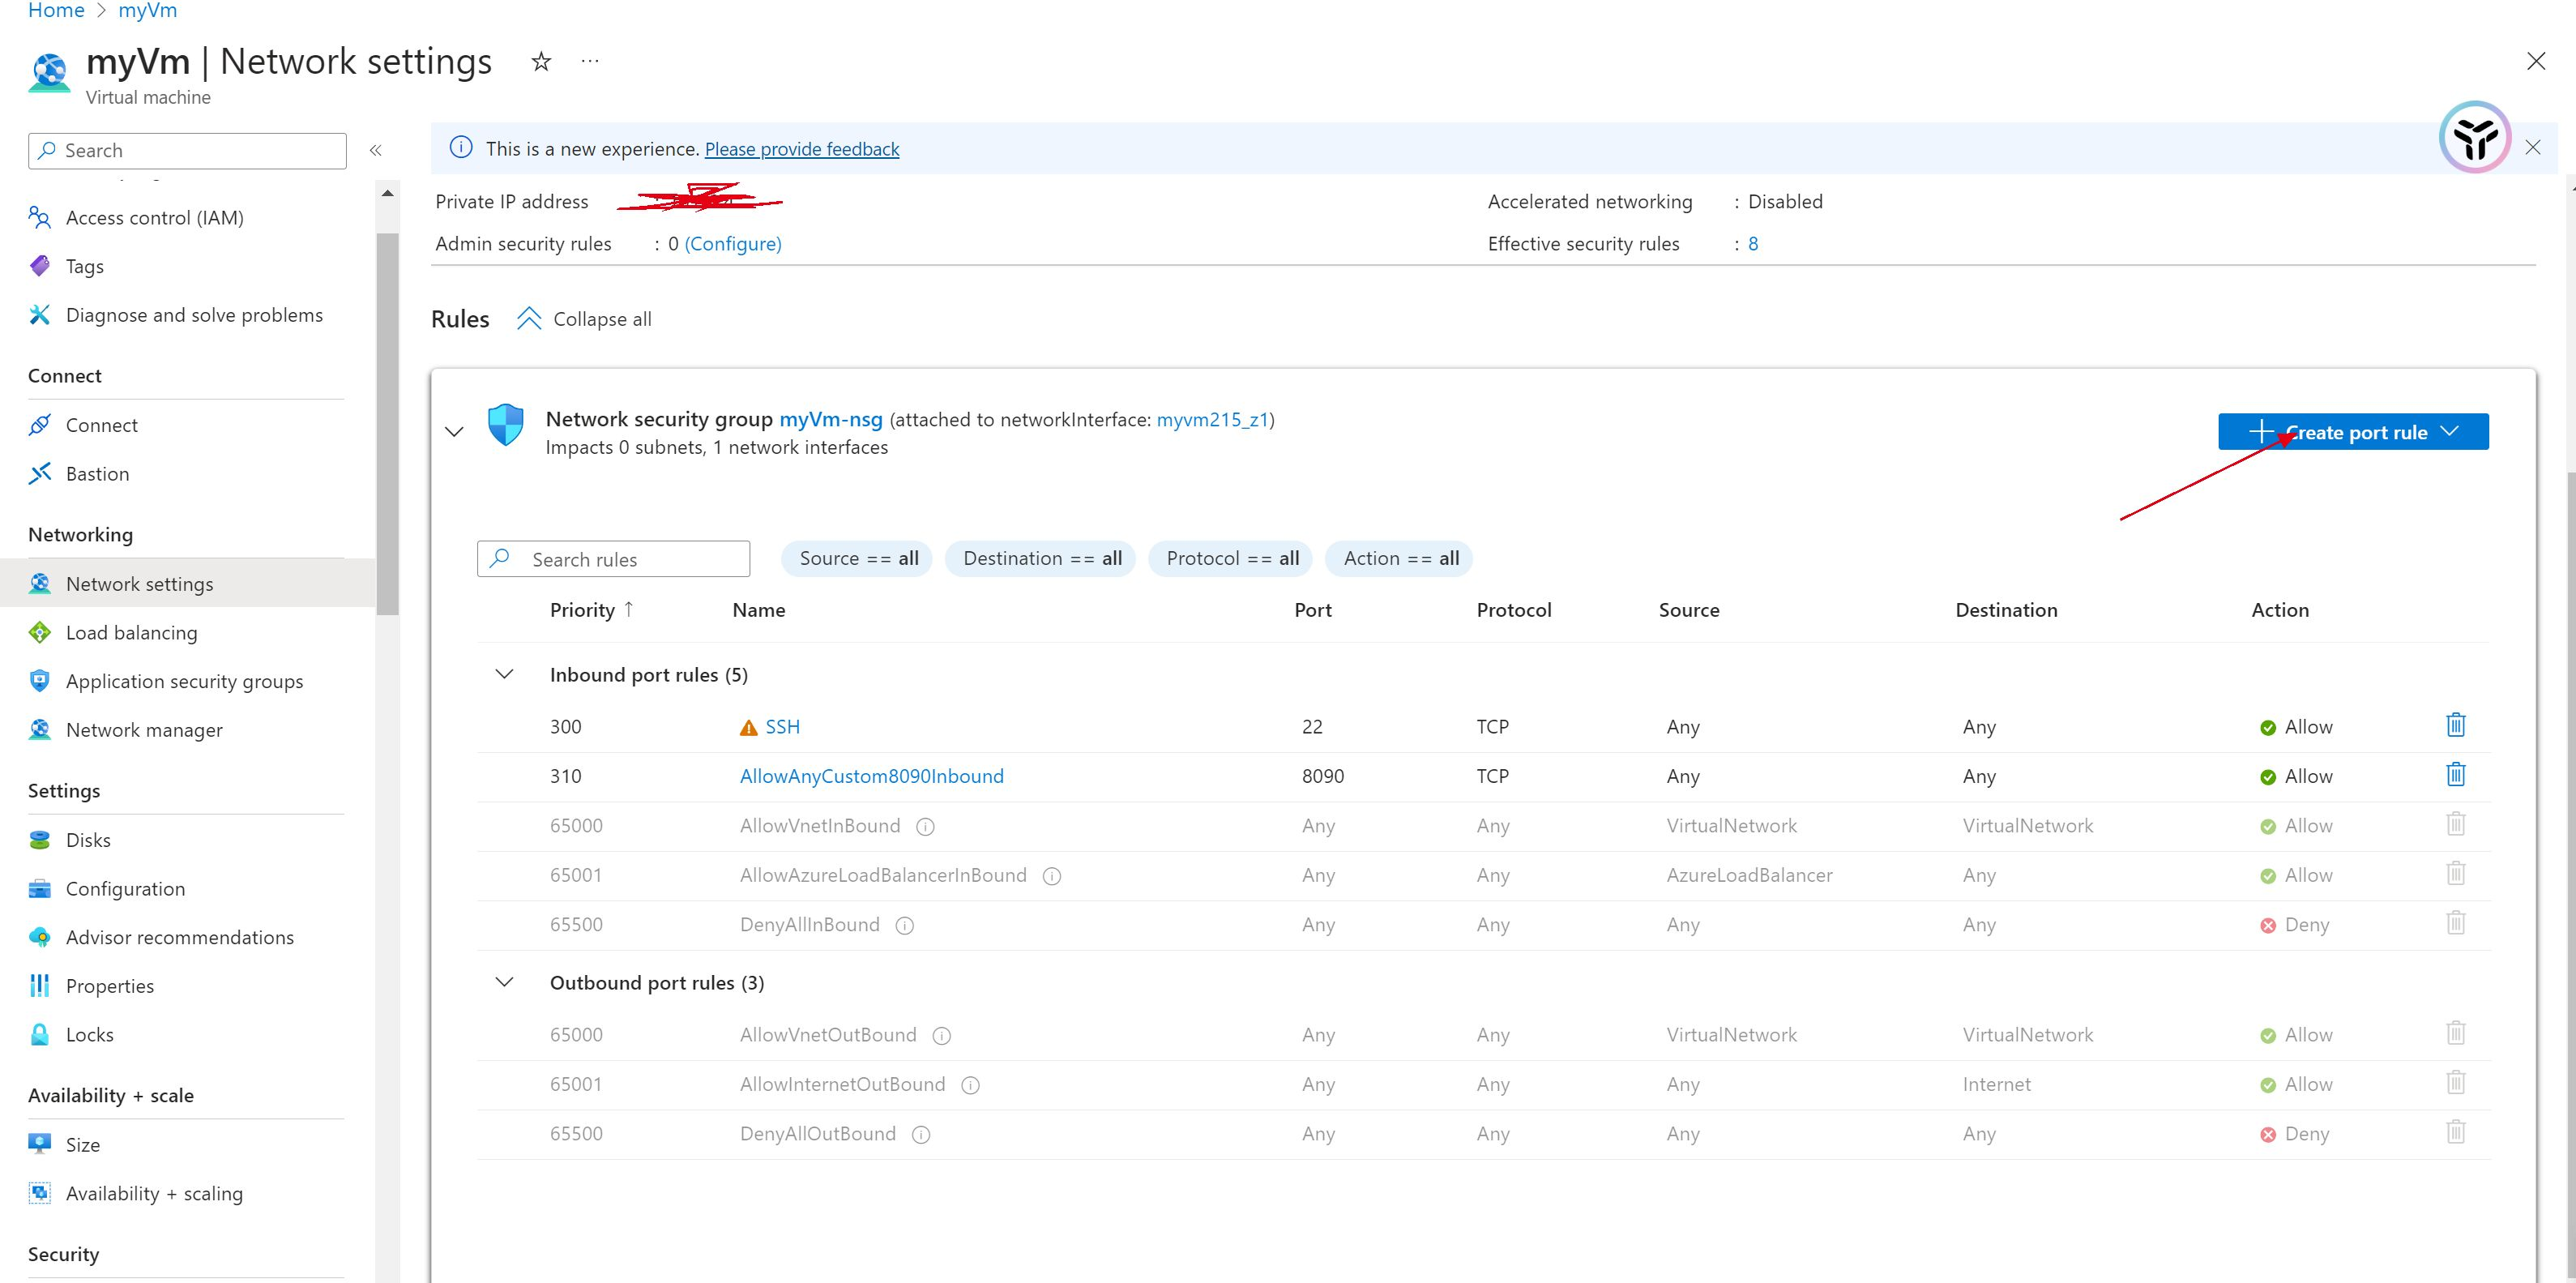 Home > myVm
myVm | Network settings
Virtual machine
Search
This is a new experience. Please provide feedback
Access control (IAM)
Tags
Diagnose and solve problems
Connect
Connect
Bastion
Networking
Network settings
Load balancing
Application security groups
Network manager
Settings
Disks
Configuration
Advisor recommendations
Properties
Locks
Availability + scale
Size
Availability + scaling
Security
Private IP address
Accelerated networking : Disabled
Admin security rules : 0 (Configure)
Effective security rules : 8
Rules Collapse all
Network security group myVm-nsg (attached to networkInterface: myvm215_z1)
Impacts 0 subnets, 1 network interfaces
Create port rule
Search rules Source == all Destination == all Protocol == all Action == all
Priority ↑ Name Port Protocol Source Destination Action
Inbound port rules (5)
300 SSH 22 TCP Any Any Allow
310 AllowAnyCustom8090Inbound 8090 TCP Any Any Allow
65000 AllowVnetInBound Any Any VirtualNetwork VirtualNetwork Allow
65001 AllowAzureLoadBalancerInBound Any Any AzureLoadBalancer Any Allow
65500 DenyAllInBound Any Any Any Any Deny
Outbound port rules (3)
65000 AllowVnetOutBound Any Any VirtualNetwork VirtualNetwork Allow
65001 AllowInternetOutBound Any Any Any Internet Allow
65500 DenyAllOutBound Any Any Any Any Deny